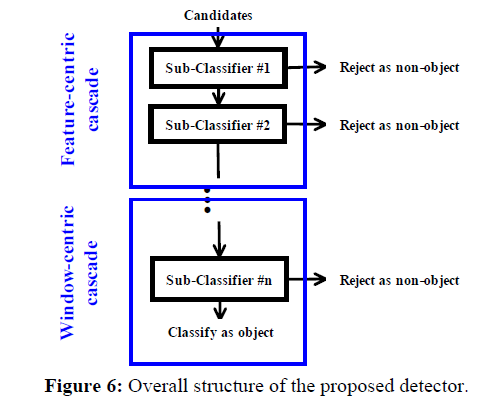 Candidates
Feature-centric
cascade
Sub-Classifier #1
Reject as non-object
Sub-Classifier #2
Reject as non-object
Window-centric
cascade
Sub-Classifier #n
Reject as non-object
Classify as object
Figure 6: Overall structure of the proposed detector.